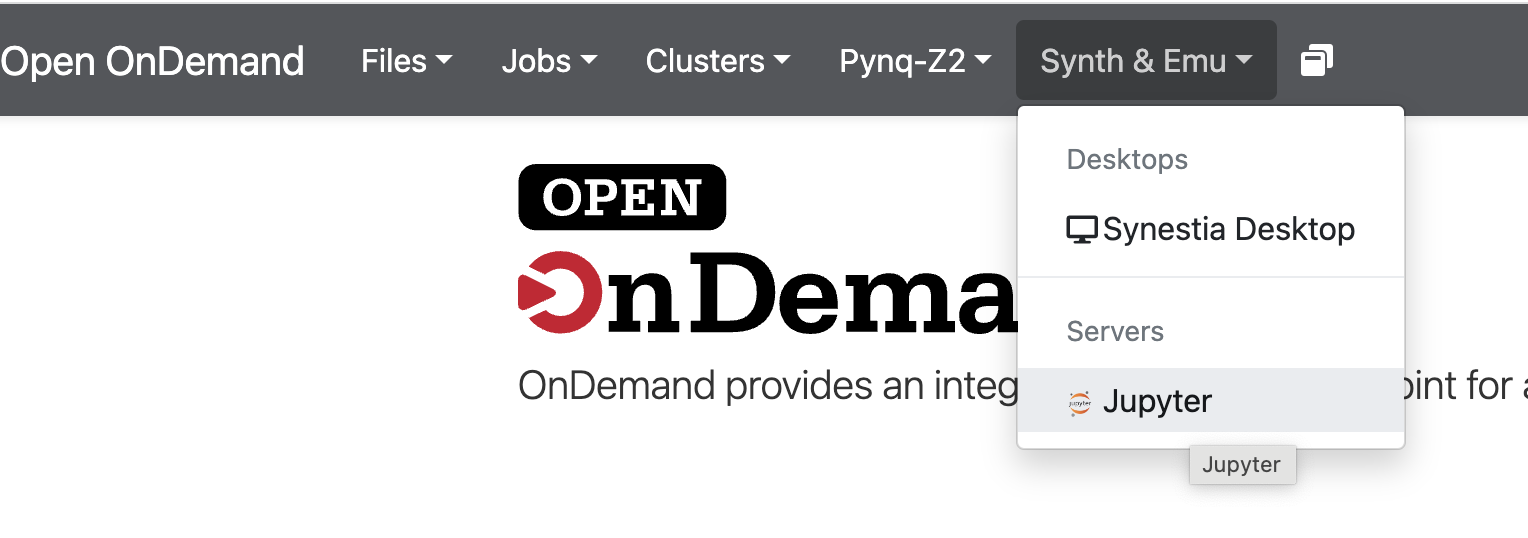 Open OnDemand Files Jobs Clusters Pynq-Z2 Synth & Emu
Desktops
Synestia Desktop
Servers
Jupyter
Jupyter
OPEN
OnDema
OnDemand provides an integ
oint for a